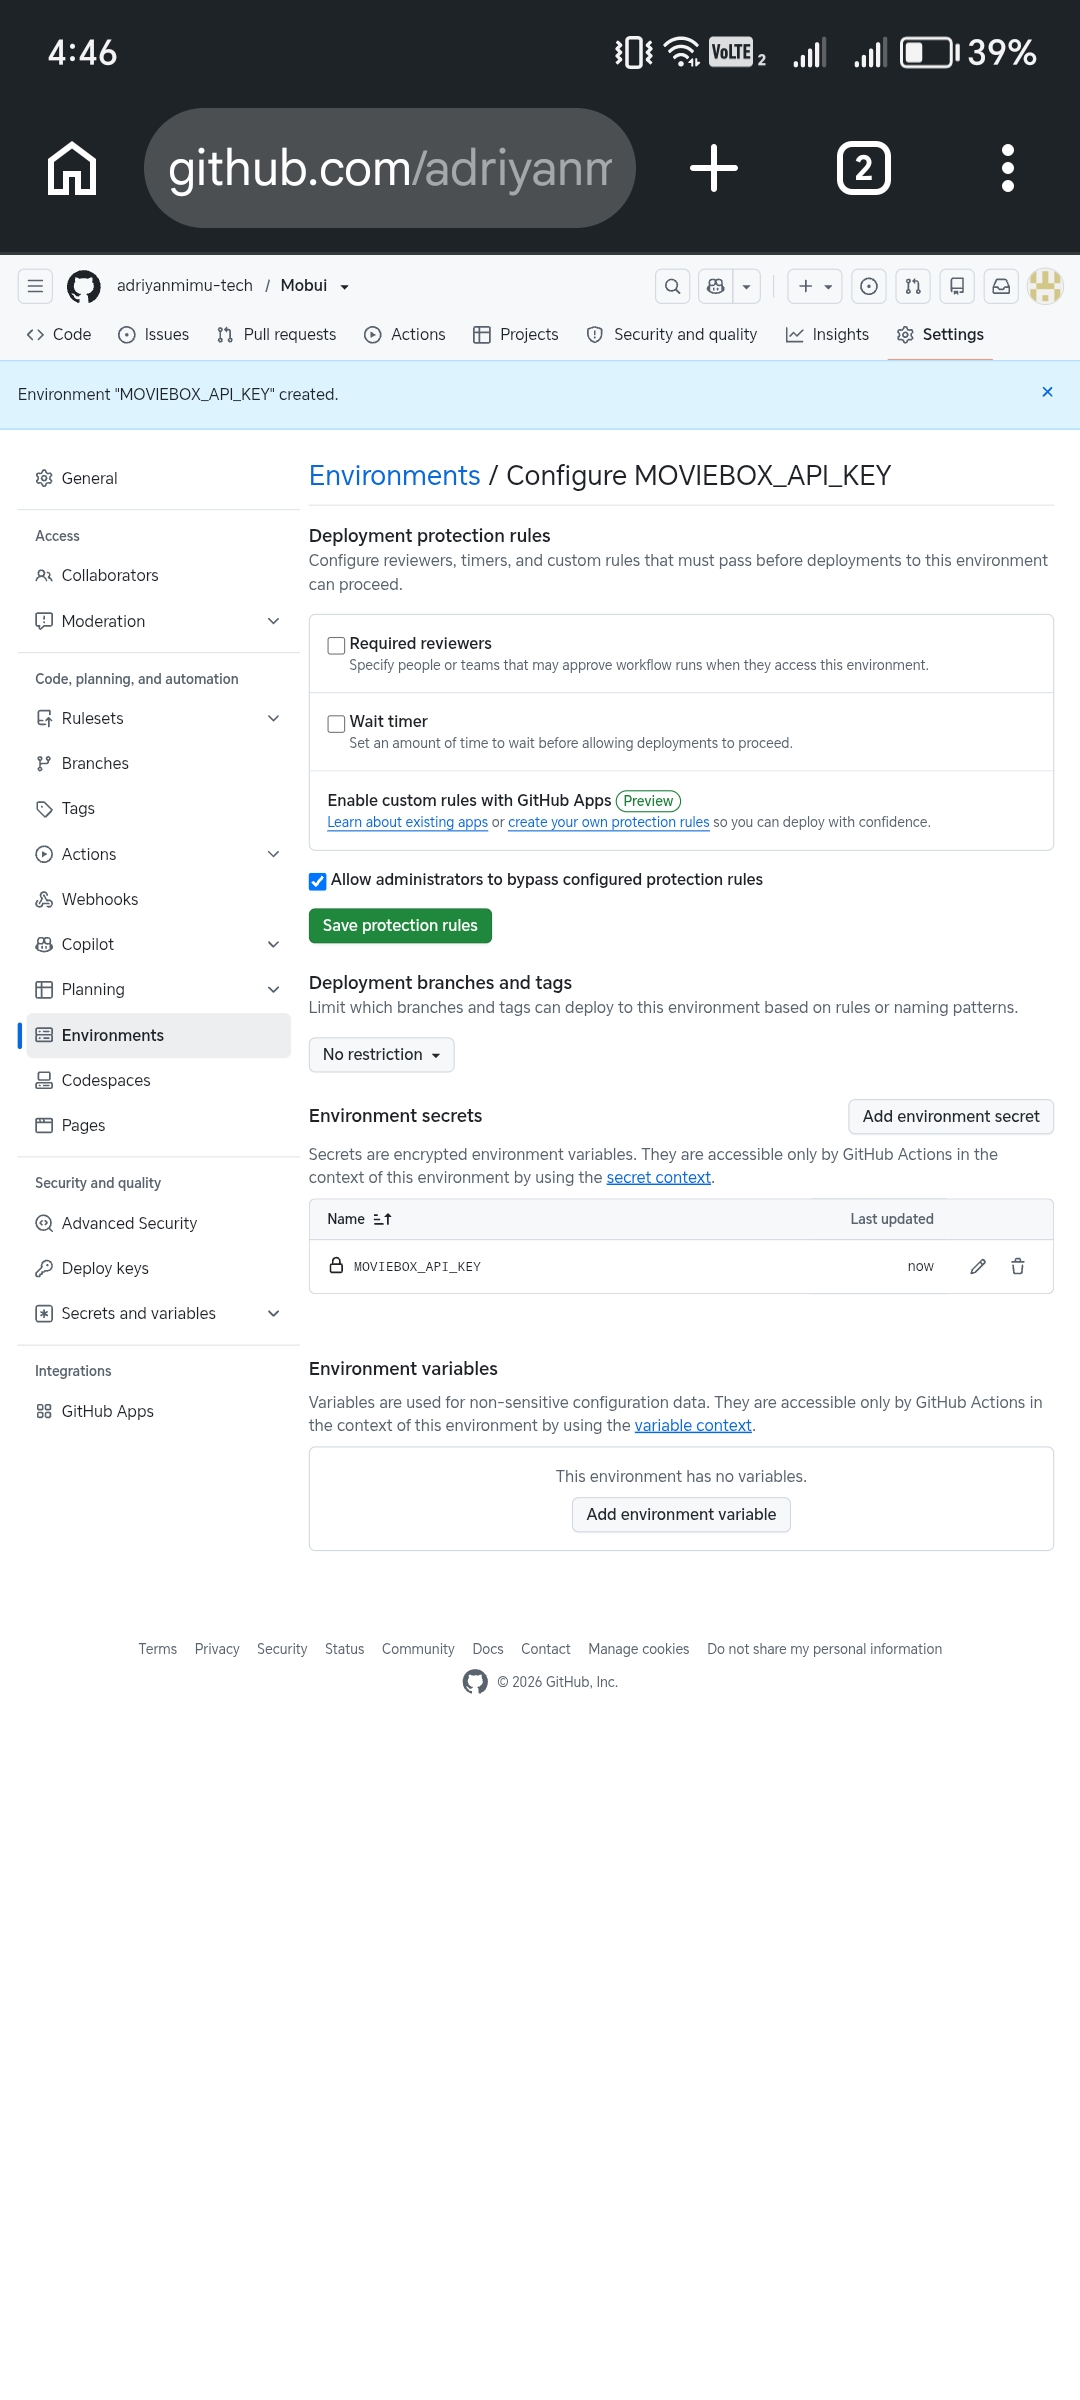 4:46
VoLTE 2
39%
github.com/adriyanm
2
adriyanmimu-tech / Mobui
Code
Issues
Pull requests
Actions
Projects
Security and quality
Insights
Settings
Environment "MOVIEBOX_API_KEY" created.
General
Access
Collaborators
Moderation
Code, planning, and automation
Rulesets
Branches
Tags
Actions
Webhooks
Copilot
Planning
Environments
Codespaces
Pages
Security and quality
Advanced Security
Deploy keys
Secrets and variables
Integrations
GitHub Apps
Environments / Configure MOVIEBOX_API_KEY
Deployment protection rules
Configure reviewers, timers, and custom rules that must pass before deployments to this environment
can proceed.
Required reviewers
Specify people or teams that may approve workflow runs when they access this environment.
Wait timer
Set an amount of time to wait before allowing deployments to proceed.
Enable custom rules with GitHub Apps Preview
Learn about existing apps or create your own protection rules so you can deploy with confidence.
Allow administrators to bypass configured protection rules
Save protection rules
Deployment branches and tags
Limit which branches and tags can deploy to this environment based on rules or naming patterns.
No restriction
Environment secrets
Add environment secret
Secrets are encrypted environment variables. They are accessible only by GitHub Actions in the
context of this environment by using the secret context.
Name
Last updated
MOVIEBOX_API_KEY
now
Environment variables
Variables are used for non-sensitive configuration data. They are accessible only by GitHub Actions in
the context of this environment by using the variable context.
This environment has no variables.
Add environment variable
Terms Privacy Security Status Community Docs Contact Manage cookies Do not share my personal information
© 2026 GitHub, Inc.